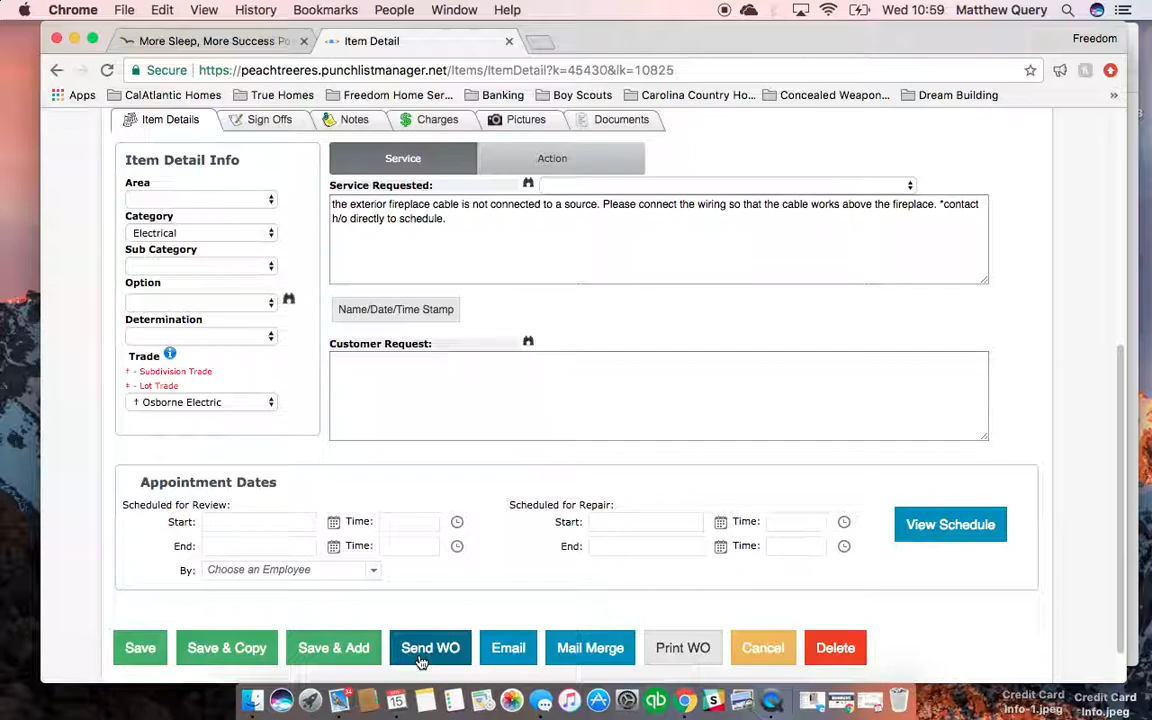 Chrome File Edit View History Bookmarks People Window Help Wed 10:59 Matthew Query
More Sleep, More Success Po Item Detail Freedom
Secure https://peachtreeres.punchlistmanager.net/Items/ItemDetail?k=45430&lk=10825
Apps CalAtlantic Homes True Homes Freedom Home Ser... Banking Boy Scouts Carolina Country Ho... Concealed Weapon... Dream Building »
Item Details Sign Offs Notes Charges Pictures Documents
Item Detail Info
Area
Category
Electrical
Sub Category
Option
Determination
Trade
† - Subdivision Trade
‡ - Lot Trade
† Osborne Electric
Service Action
Service Requested:
the exterior fireplace cable is not connected to a source. Please connect the wiring so that the cable works above the fireplace. *contact
h/o directly to schedule.
Name/Date/Time Stamp
Customer Request:
Appointment Dates
Scheduled for Review:
Start: Time:
End: Time:
By: Choose an Employee
Scheduled for Repair:
Start: Time:
End: Time:
View Schedule
Save Save & Copy Save & Add Send WO Email Mail Merge Print WO Cancel Delete
Credit Card
Info-1.jpeg
Credit Card
Info.jpeg